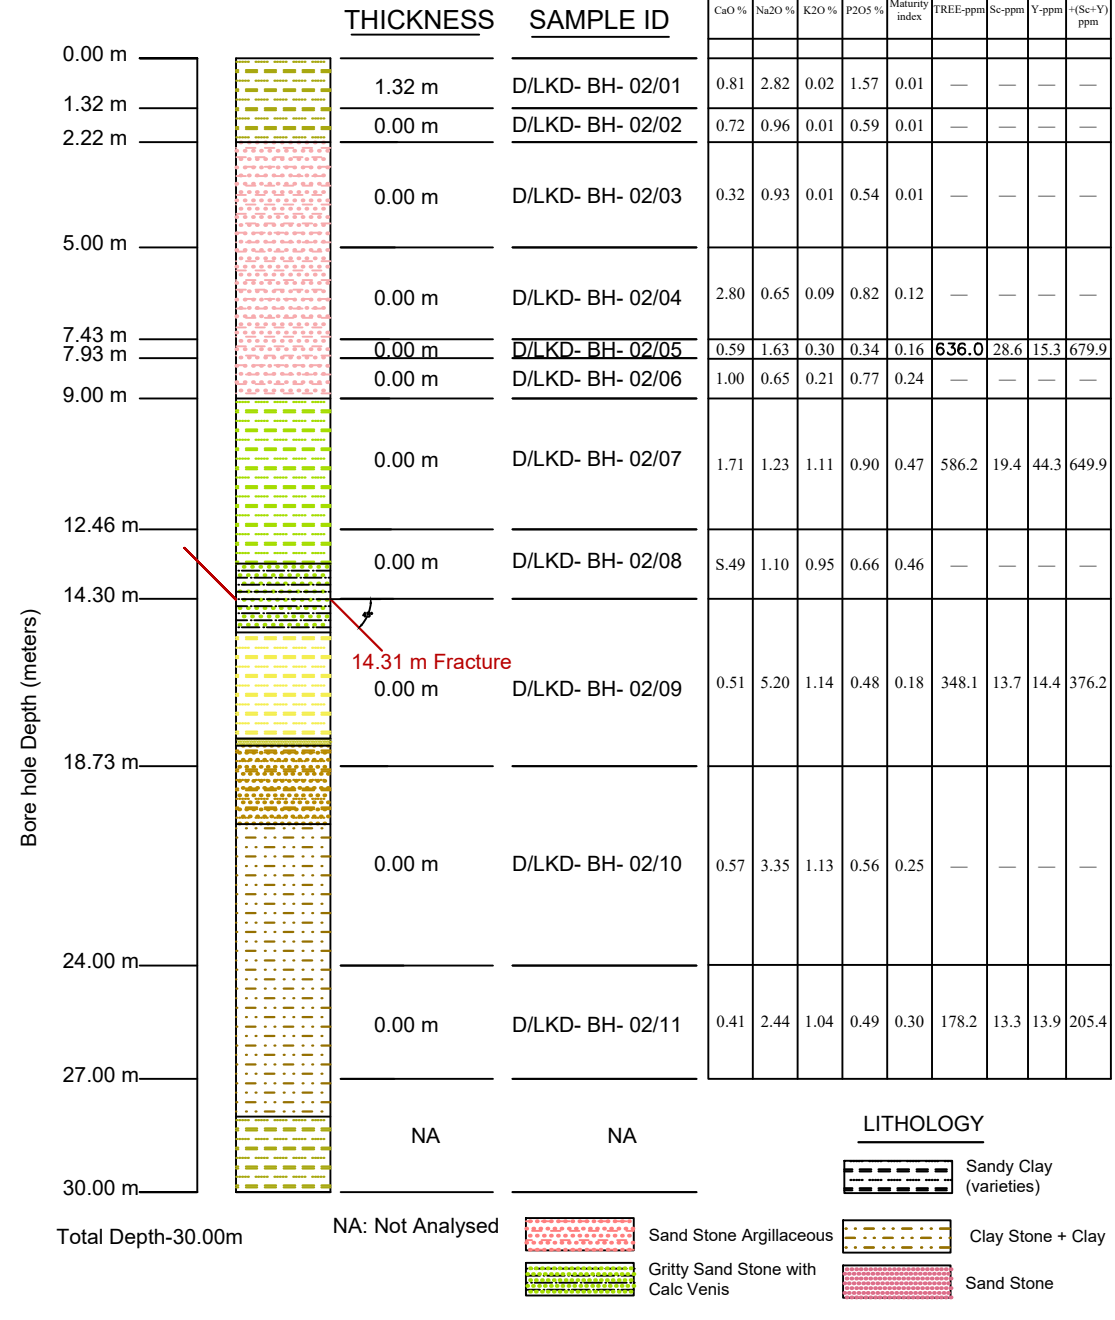 THICKNESS SAMPLE ID
CaO % Na2O % K2O % P2O5 % Maturity index TREE-ppm Sc-ppm Y-ppm +(Sc+Y) ppm
0.00 m
1.32 m D/LKD- BH- 02/01 0.81 2.82 0.02 1.57 0.01 — — — —
1.32 m
0.00 m D/LKD- BH- 02/02 0.72 0.96 0.01 0.59 0.01 — — — —
2.22 m
0.00 m D/LKD- BH- 02/03 0.32 0.93 0.01 0.54 0.01 — — — —
5.00 m
0.00 m D/LKD- BH- 02/04 2.80 0.65 0.09 0.82 0.12 — — — —
7.43 m
0.00 m D/LKD- BH- 02/05 0.59 1.63 0.30 0.34 0.16 636.0 28.6 15.3 679.9
7.93 m
0.00 m D/LKD- BH- 02/06 1.00 0.65 0.21 0.77 0.24 — — — —
9.00 m
0.00 m D/LKD- BH- 02/07 1.71 1.23 1.11 0.90 0.47 586.2 19.4 44.3 649.9
12.46 m
0.00 m D/LKD- BH- 02/08 S.49 1.10 0.95 0.66 0.46 — — — —
14.30 m
14.31 m Fracture
0.00 m D/LKD- BH- 02/09 0.51 5.20 1.14 0.48 0.18 348.1 13.7 14.4 376.2
18.73 m
0.00 m D/LKD- BH- 02/10 0.57 3.35 1.13 0.56 0.25 — — — —
24.00 m
0.00 m D/LKD- BH- 02/11 0.41 2.44 1.04 0.49 0.30 178.2 13.3 13.9 205.4
27.00 m
NA NA
30.00 m
Bore hole Depth (meters)
Total Depth-30.00m
NA: Not Analysed
LITHOLOGY
Sandy Clay
(varieties)
Sand Stone Argillaceous
Clay Stone + Clay
Gritty Sand Stone with
Calc Venis
Sand Stone